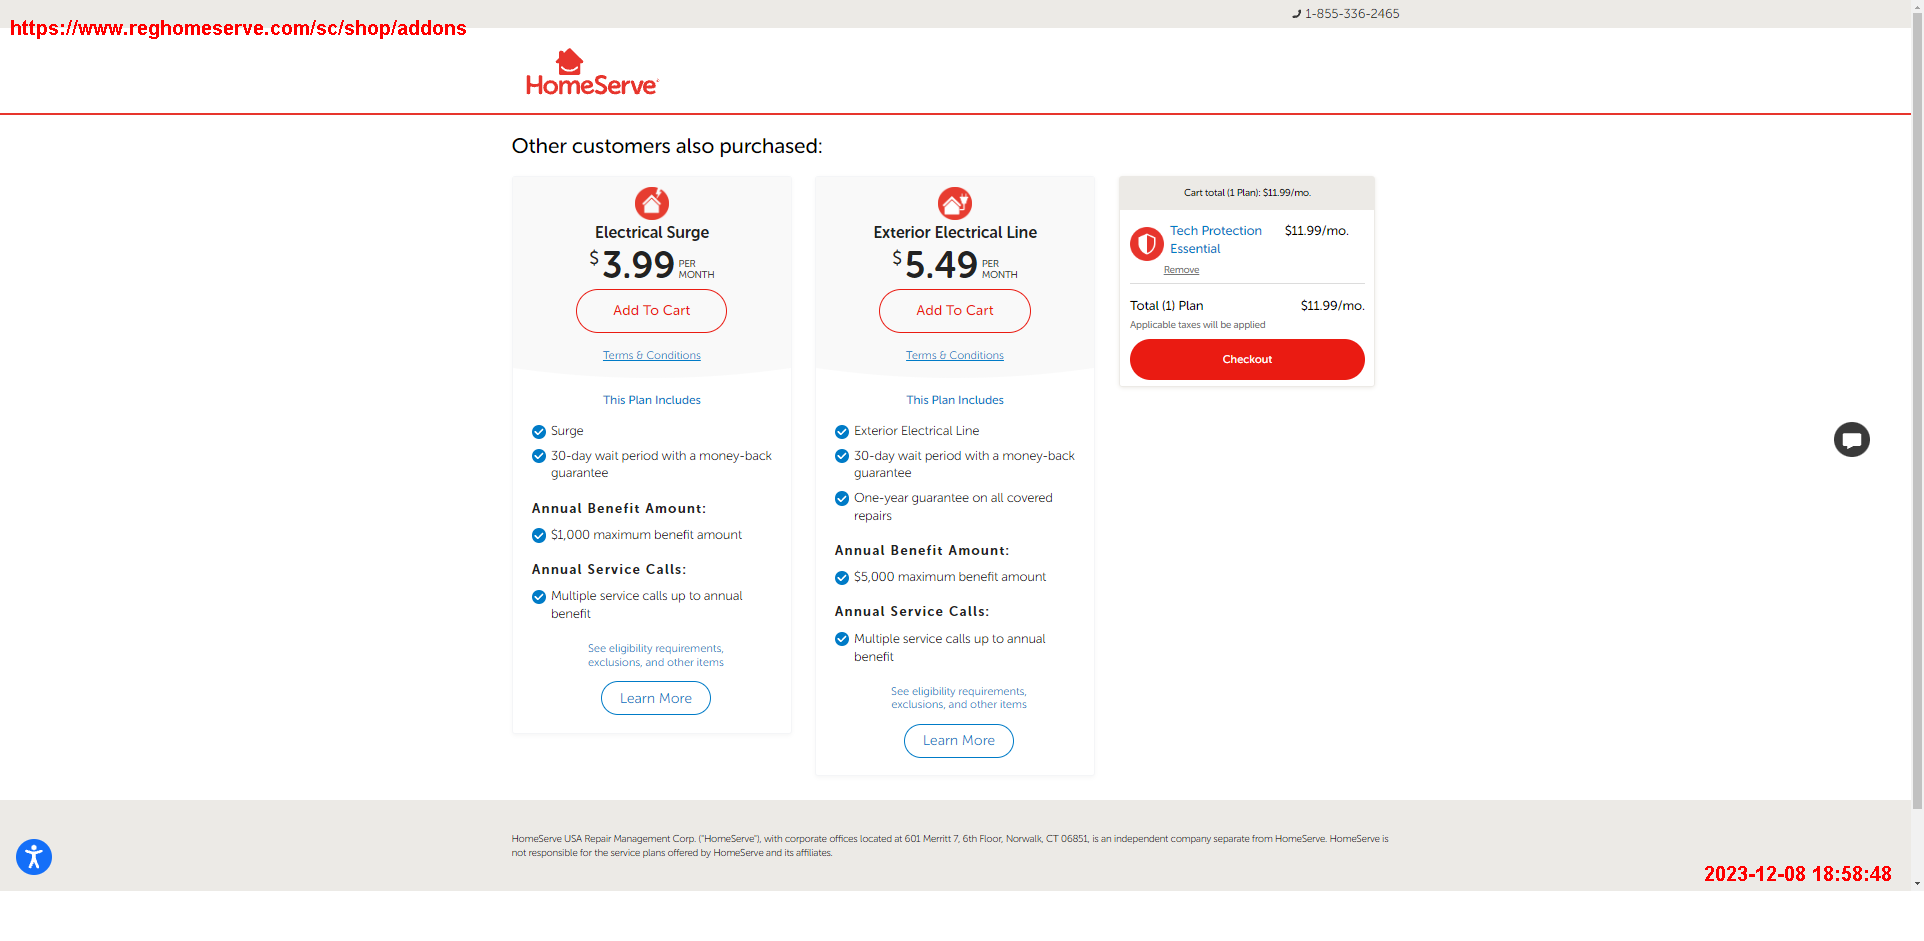 1-855-336-2465
https://www.reghomeserve.com/sc/shop/addons
HomeServe
Other customers also purchased:
Electrical Surge
$3.99 PER MONTH
Add To Cart
Terms & Conditions
This Plan Includes
Surge
30-day wait period with a money-back
guarantee
Annual Benefit Amount:
$1,000 maximum benefit amount
Annual Service Calls:
Multiple service calls up to annual
benefit
See eligibility requirements,
exclusions, and other items
Learn More
Exterior Electrical Line
$5.49 PER MONTH
Add To Cart
Terms & Conditions
This Plan Includes
Exterior Electrical Line
30-day wait period with a money-back
guarantee
One-year guarantee on all covered
repairs
Annual Benefit Amount:
$5,000 maximum benefit amount
Annual Service Calls:
Multiple service calls up to annual
benefit
See eligibility requirements,
exclusions, and other items
Learn More
Cart total (1 Plan): $11.99/mo.
Tech Protection $11.99/mo.
Essential
Remove
Total (1) Plan $11.99/mo.
Applicable taxes will be applied
Checkout
HomeServe USA Repair Management Corp. ("HomeServe"), with corporate offices located at 601 Merritt 7, 6th Floor, Norwalk, CT 06851, is an independent company separate from HomeServe. HomeServe is
not responsible for the service plans offered by HomeServe and its affiliates.
2023-12-08 18:58:48